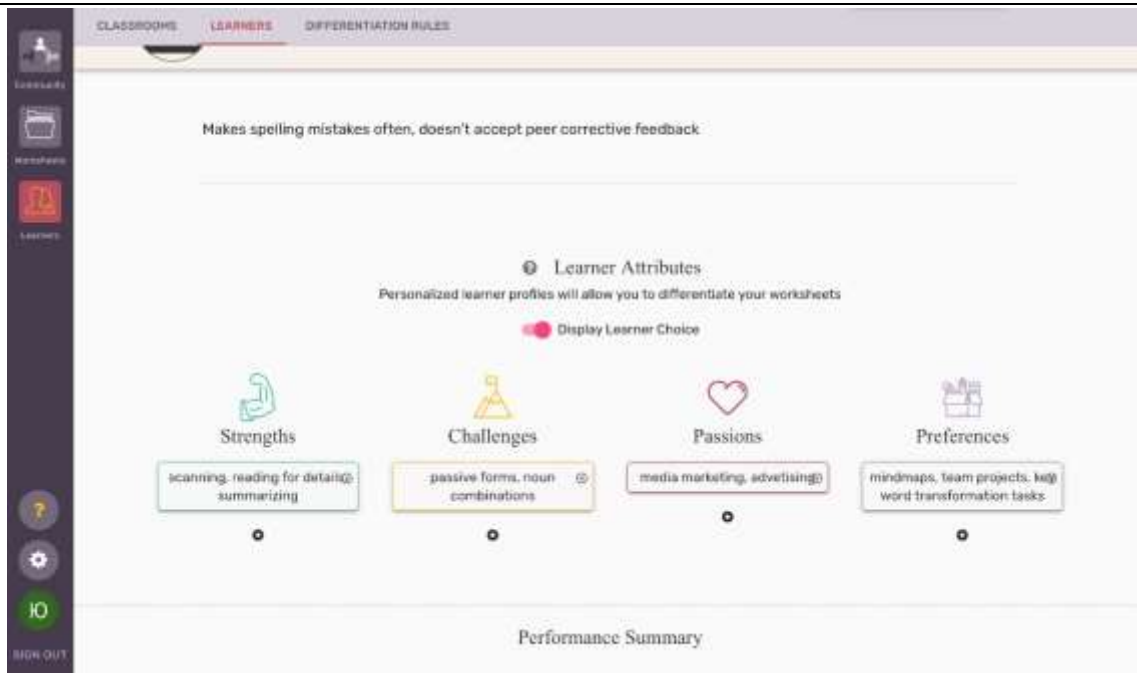 CLASSROOMS LEARNERS DIFFERENTIATION RULES
Community
Worksheets
Learners
Makes spelling mistakes often, doesn't accept peer corrective feedback
Learner Attributes
Personalized learner profiles will allow you to differentiate your worksheets
Display Learner Choice
Strengths Challenges Passions Preferences
scanning, reading for details, passive forms, noun media marketing, advetising mindmaps, team projects, key
summarizing combinations word transformation tasks
?
Ю
SIGN OUT
Performance Summary